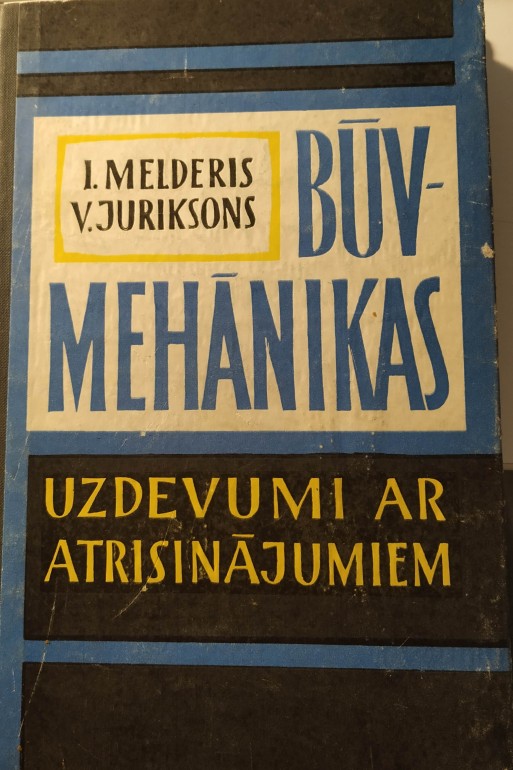 I. MELDERIS
V. JURIKSONS
BŪV-
MEHĀNIKAS
UZDEVUMI AR
ATRISINĀJUMIEM